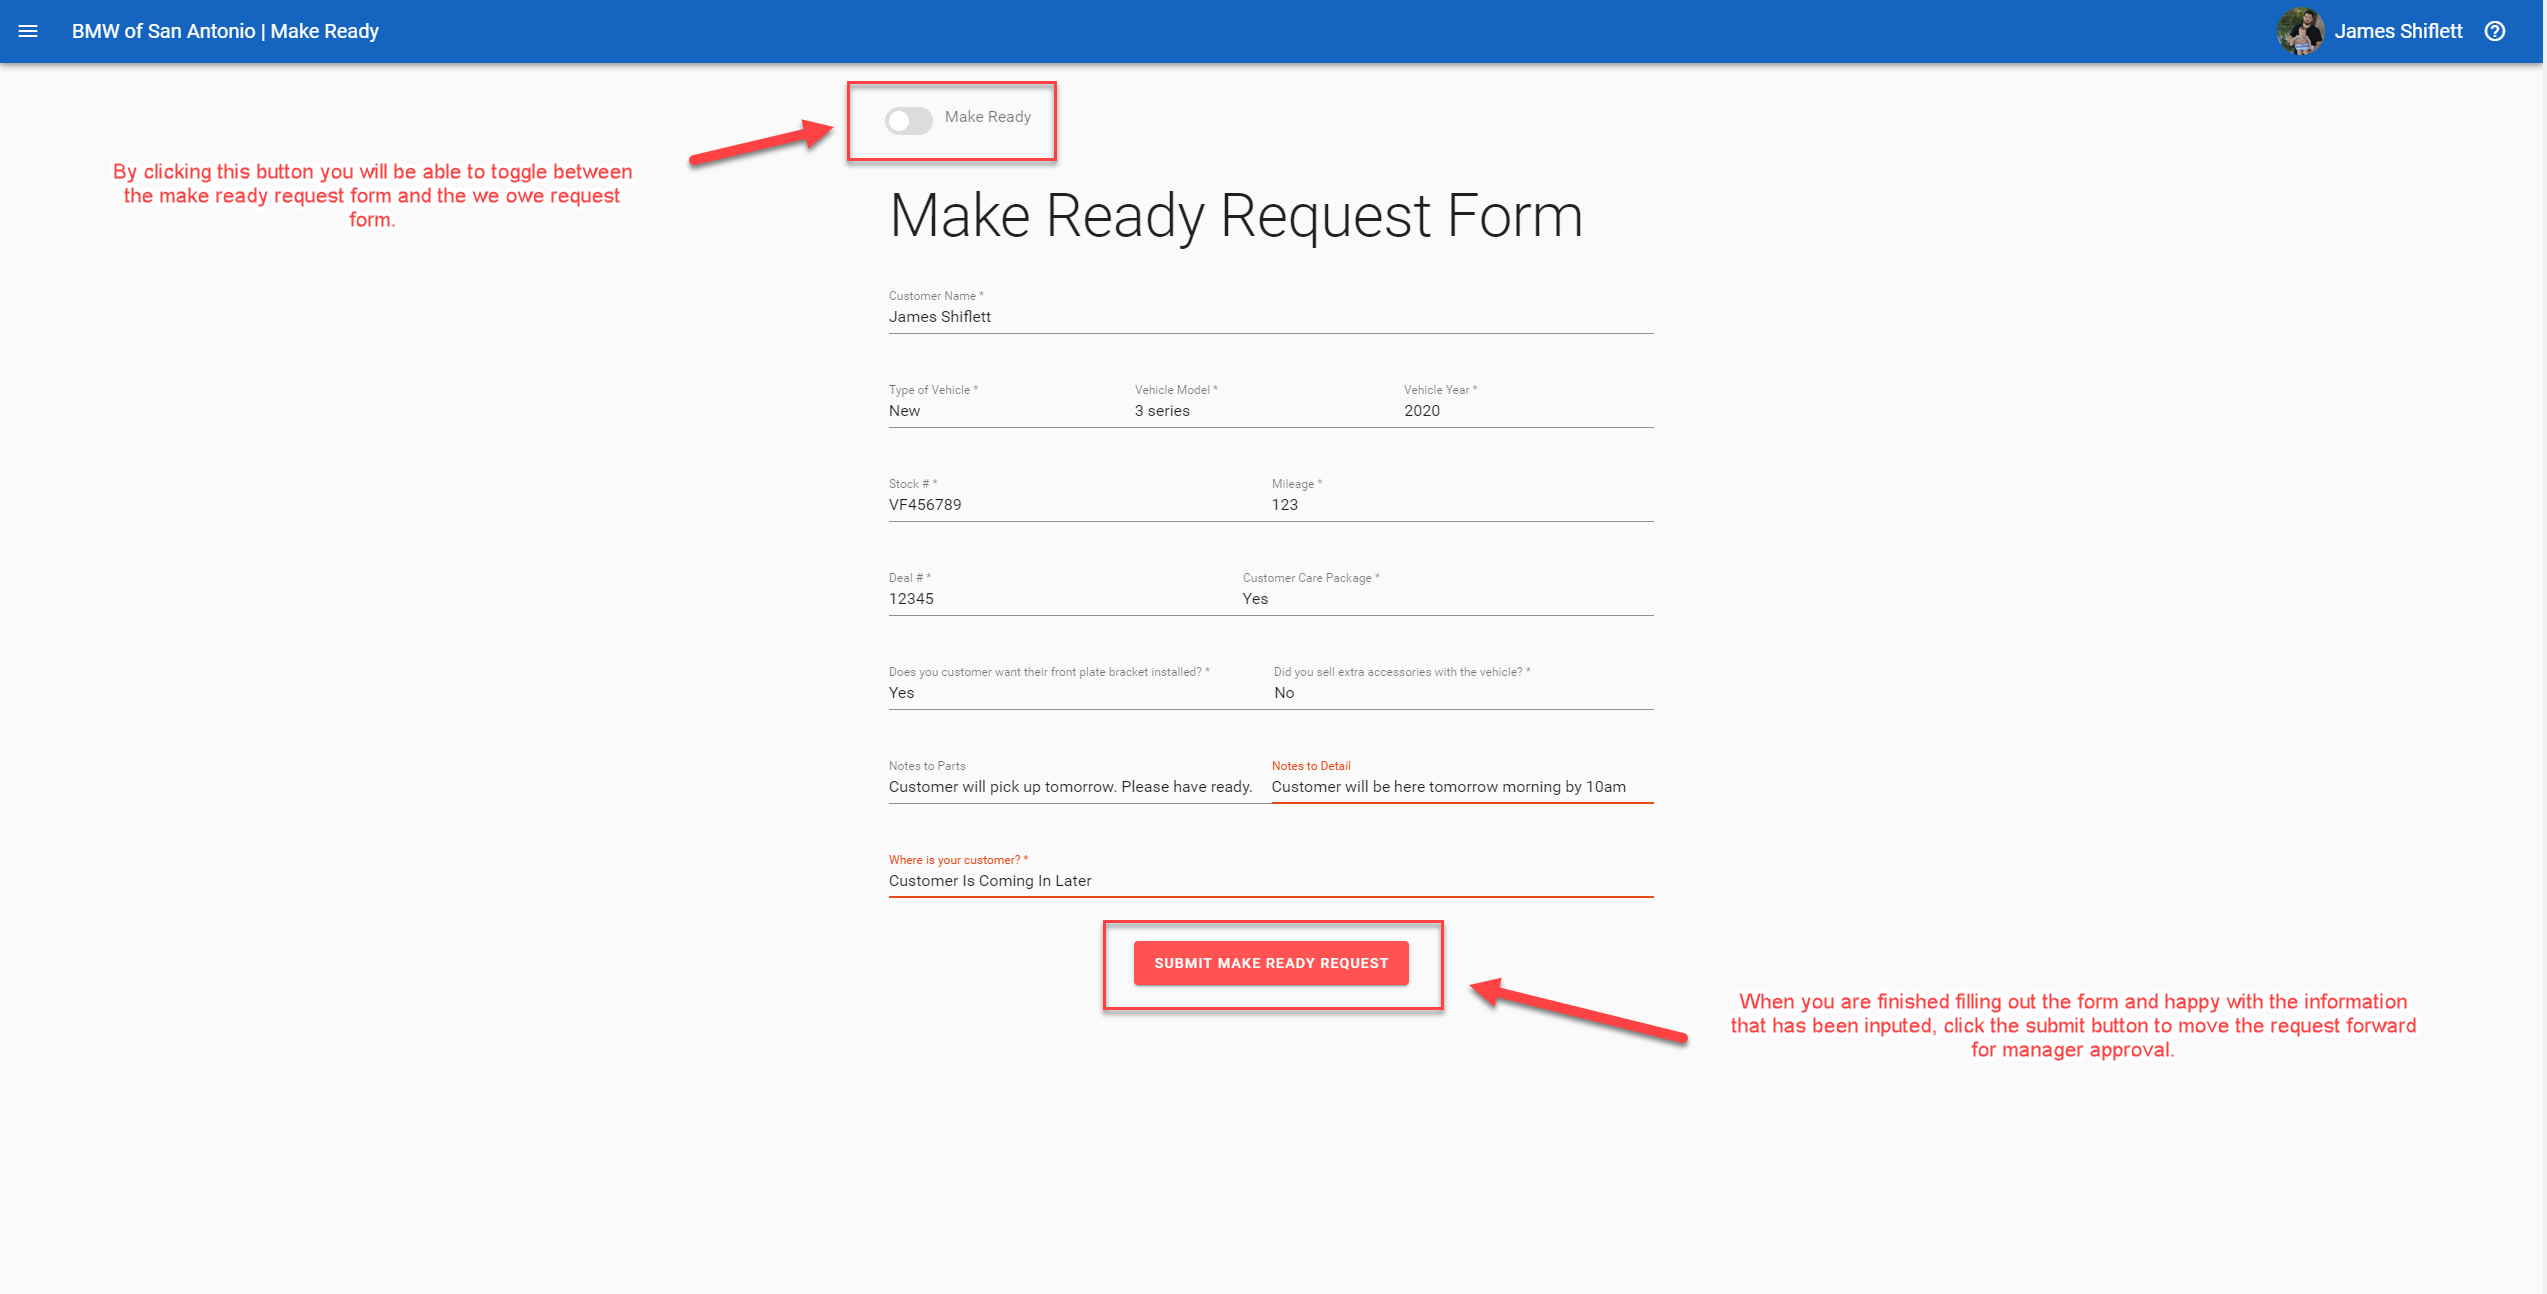 BMW of San Antonio | Make Ready
James Shiflett
Make Ready
By clicking this button you will be able to toggle between
the make ready request form and the we owe request
form.
Make Ready Request Form
Customer Name *
James Shiflett
Type of Vehicle *
New
Vehicle Model *
3 series
Vehicle Year *
2020
Stock # *
VF456789
Mileage *
123
Deal # *
12345
Customer Care Package *
Yes
Does you customer want their front plate bracket installed? *
Yes
Did you sell extra accessories with the vehicle? *
No
Notes to Parts
Customer will pick up tomorrow. Please have ready.
Notes to Detail
Customer will be here tomorrow morning by 10am
Where is your customer? *
Customer Is Coming In Later
SUBMIT MAKE READY REQUEST
When you are finished filling out the form and happy with the information
that has been inputed, click the submit button to move the request forward
for manager approval.